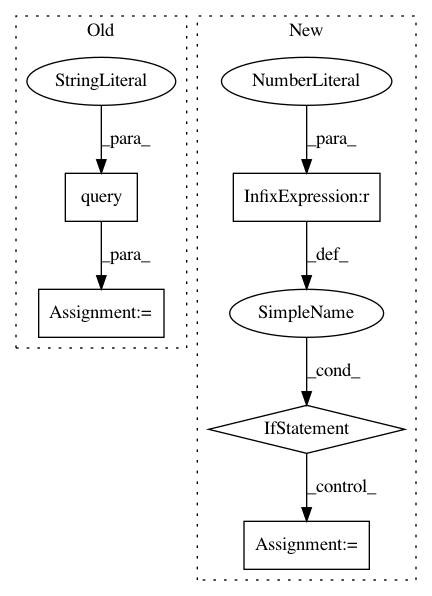 Old
StringLiteral
_para_
query
_para_
Assignment:=
New
NumberLiteral
_para_
InfixExpression:r
_def_
SimpleName
_cond_
IfStatement
_control_
Assignment:=